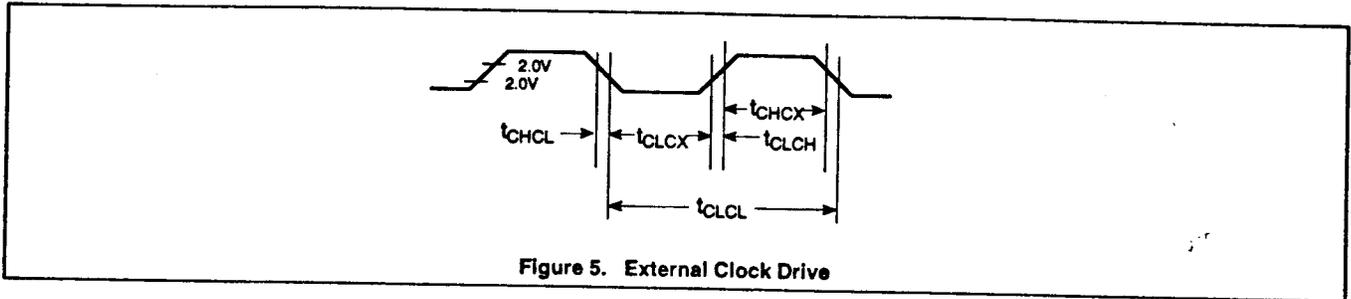 2.0V
2.0V
tCHCX
tCHCL tCLCX tCLCH
tCLCL
Figure 5. External Clock Drive